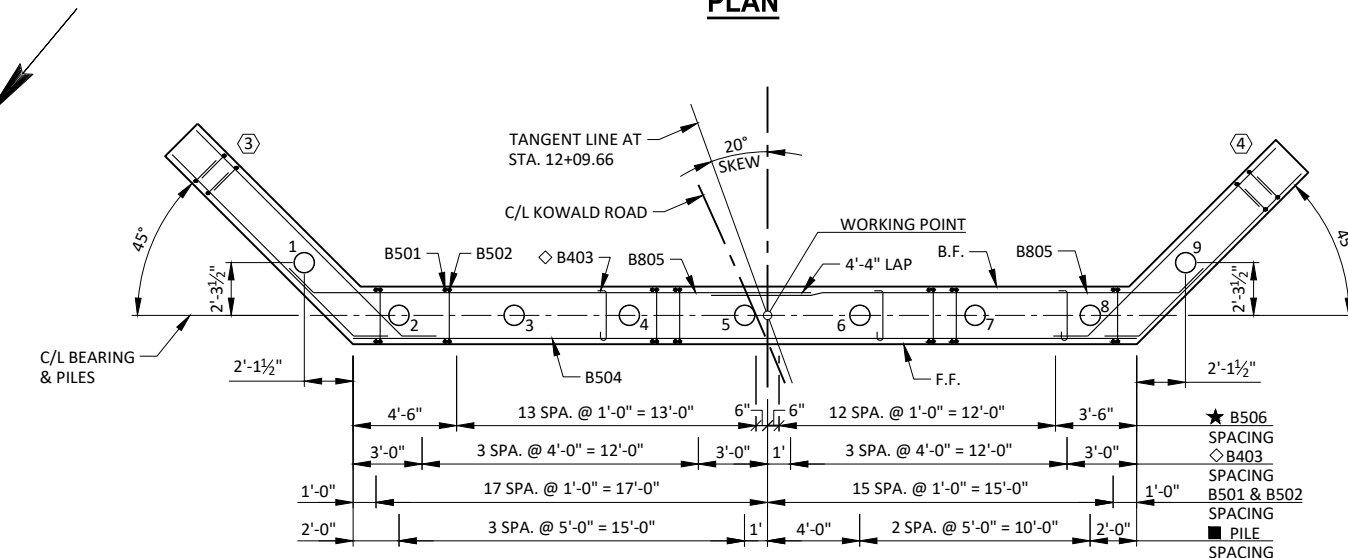 PLAN
TANGENT LINE AT
STA. 12+09.66
20°
SKEW
C/L KOWALD ROAD
WORKING POINT
3
4
45°
45
1
9
2'-3½"
2'-3½"
B501
B502
◇ B403
B805
4'-4" LAP
B.F.
B805
2
3
4
5
6
7
8
C/L BEARING
& PILES
B504
F.F.
2'-1½"
2'-1½"
4'-6"
13 SPA. @ 1'-0" = 13'-0"
6"
6"
12 SPA. @ 1'-0" = 12'-0"
3'-6"
★ B506
SPACING
3'-0"
3 SPA. @ 4'-0" = 12'-0"
3'-0"
1'
3 SPA. @ 4'-0" = 12'-0"
3'-0"
◇ B403
SPACING
1'-0"
17 SPA. @ 1'-0" = 17'-0"
15 SPA. @ 1'-0" = 15'-0"
1'-0"
B501 & B502
SPACING
2'-0"
3 SPA. @ 5'-0" = 15'-0"
1'
4'-0"
2 SPA. @ 5'-0" = 10'-0"
2'-0"
■ PILE
SPACING